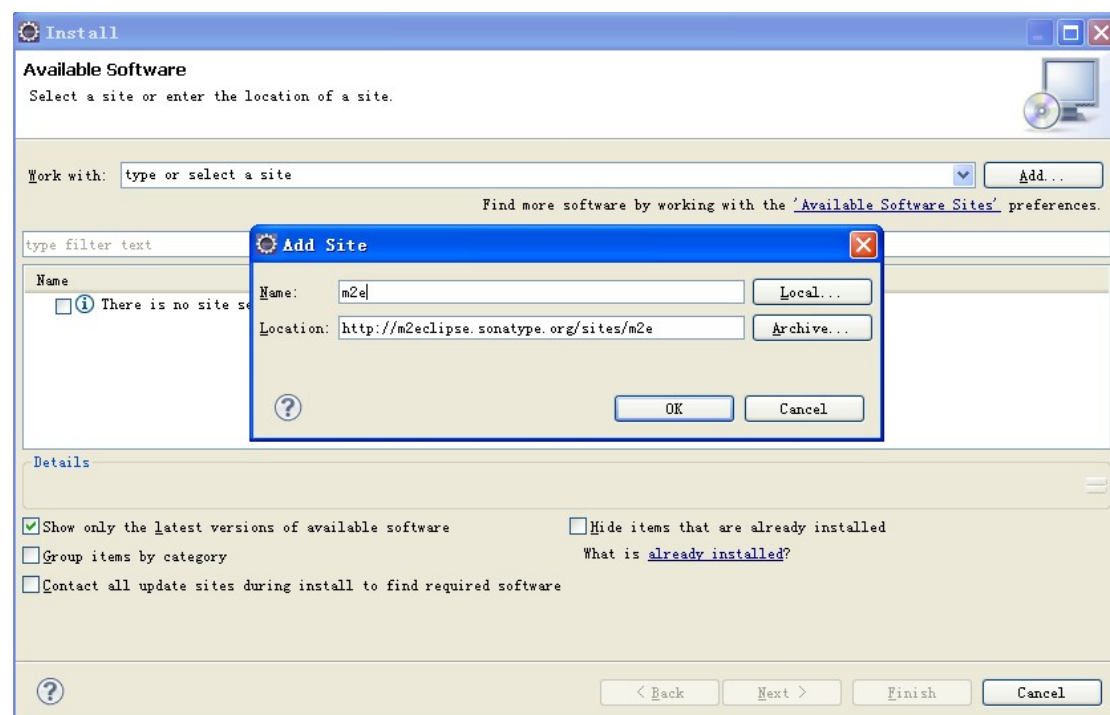 Install
Available Software
Select a site or enter the location of a site.
Work with: type or select a site Add...
Find more software by working with the 'Available Software Sites' preferences.
type filter text
Add Site
Name
There is no site se
Name: m2e Local...
Location: http://m2eclipse.sonatype.org/sites/m2e Archive...
? OK Cancel
Details
Show only the latest versions of available software Hide items that are already installed
Group items by category What is already installed?
Contact all update sites during install to find required software
? < Back Next > Finish Cancel